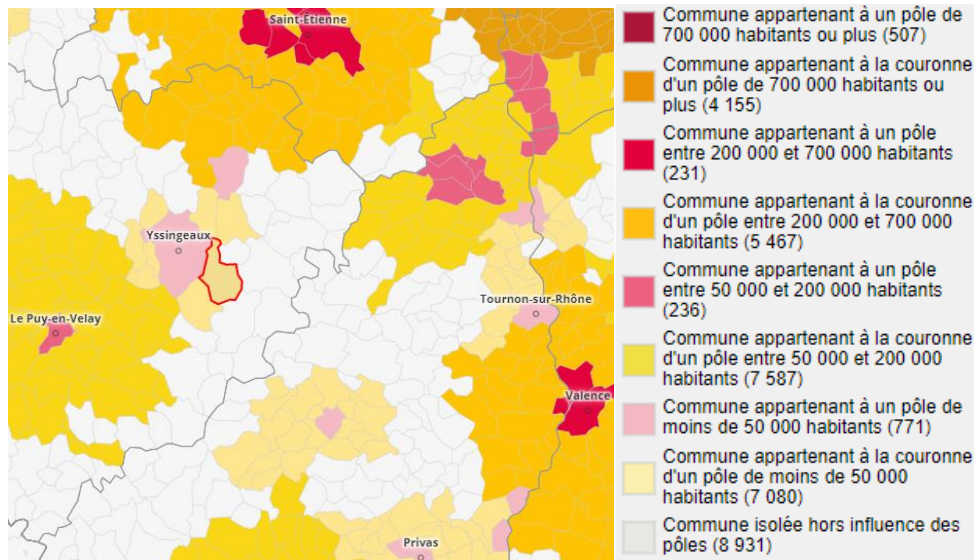 Saint-Etienne
Yssingeaux
Le Puy-en-Velay
Tournon-sur-Rhône
Valence
Privas
Commune appartenant à un pôle de
700 000 habitants ou plus (507)
Commune appartenant à la couronne
d'un pôle de 700 000 habitants ou
plus (4 155)
Commune appartenant à un pôle
entre 200 000 et 700 000 habitants
(231)
Commune appartenant à la couronne
d'un pôle entre 200 000 et 700 000
habitants (5 467)
Commune appartenant à un pôle
entre 50 000 et 200 000 habitants
(236)
Commune appartenant à la couronne
d'un pôle entre 50 000 et 200 000
habitants (7 587)
Commune appartenant à un pôle de
moins de 50 000 habitants (771)
Commune appartenant à la couronne
d'un pôle de moins de 50 000
habitants (7 080)
Commune isolée hors influence des
pôles (8 931)